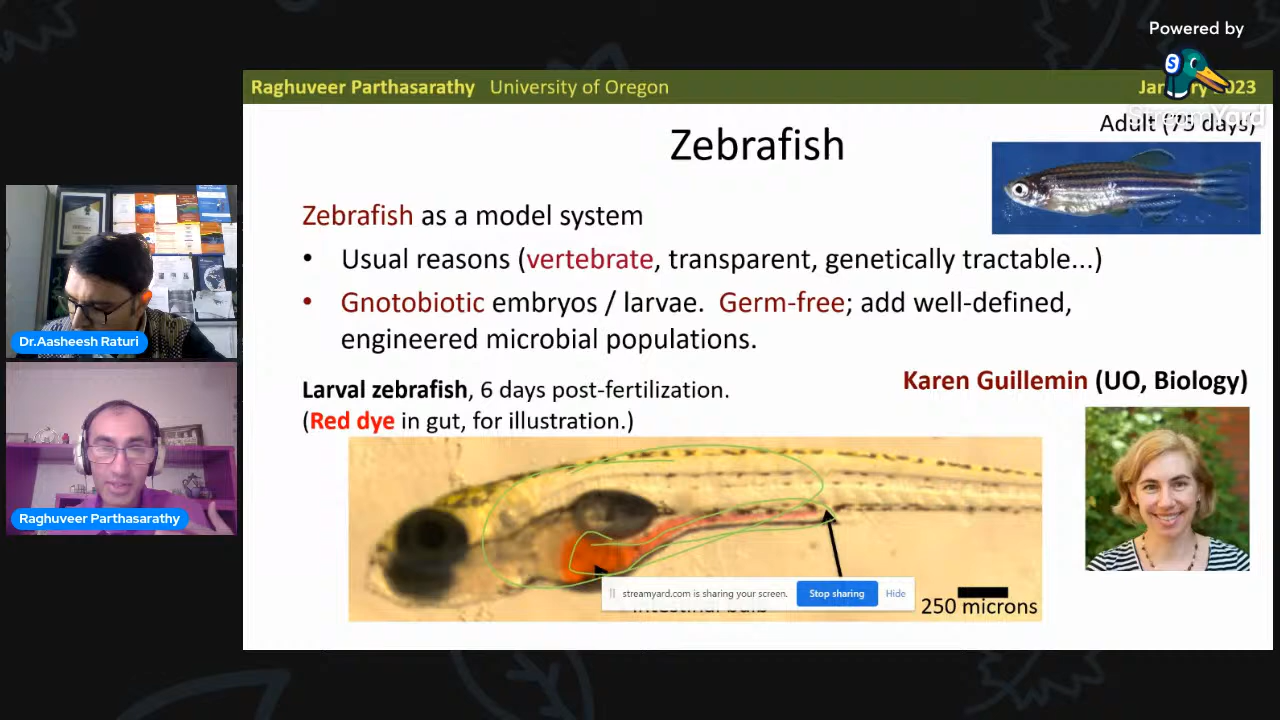 Powered by
S
StreamYard
Raghuveer Parthasarathy University of Oregon
2023
Adult (75 days)
Zebrafish
Zebrafish as a model system
• Usual reasons (vertebrate, transparent, genetically tractable...)
• Gnotobiotic embryos / larvae. Germ-free; add well-defined,
engineered microbial populations.
Karen Guillemin (UO, Biology)
Larval zebrafish, 6 days post-fertilization.
(Red dye in gut, for illustration.)
streamyard.com is sharing your screen.
Stop sharing
Hide
250 microns
Dr.Aasheesh Raturi
Raghuveer Parthasarathy